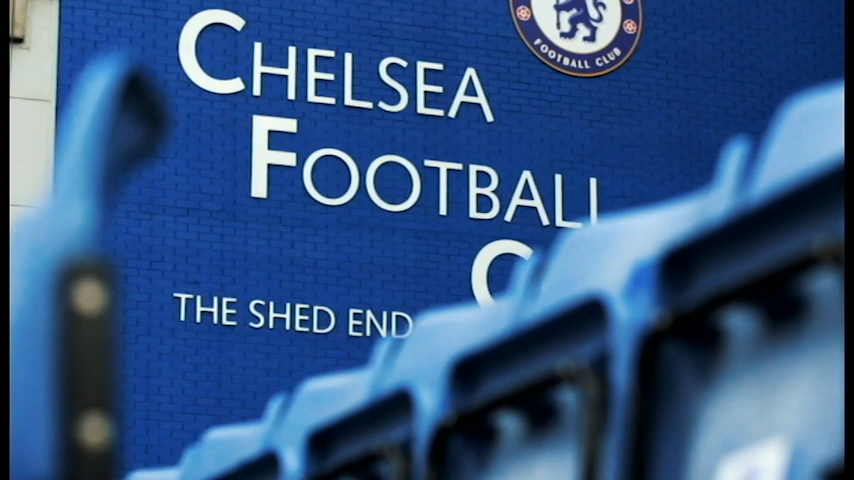 FOOTBALL CLUB
CHELSEA
FOOTBALL
C
THE SHED END